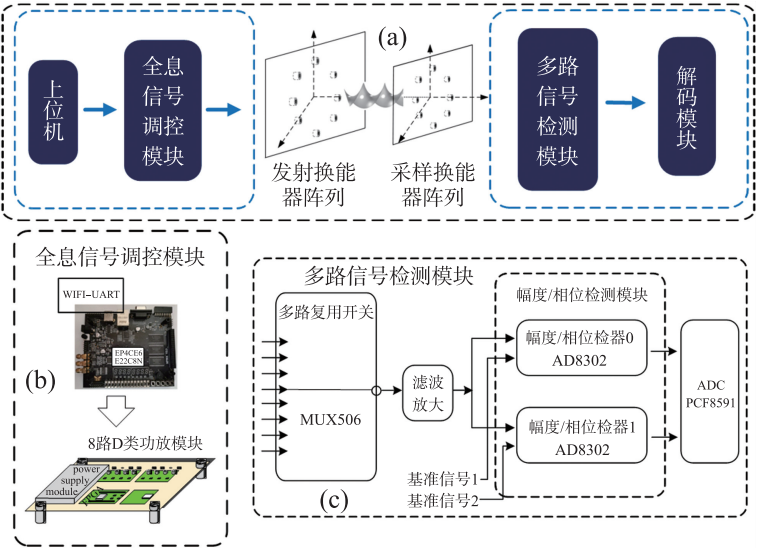 (a)
上位机
全息
信号
调控
模块
发射换能
器阵列
采样换能
器阵列
多路
信号
检测
模块
解码模块
全息信号调控模块
WIFI-UART
EP4CE6
E22C8N
(b)
8路D类功放模块
power
supply
module
多路信号检测模块
多路复用开关
MUX506
滤波
放大
幅度/相位检测模块
幅度/相位检器0
AD8302
幅度/相位检器1
AD8302
ADC
PCF8591
基准信号1
基准信号2
(c)